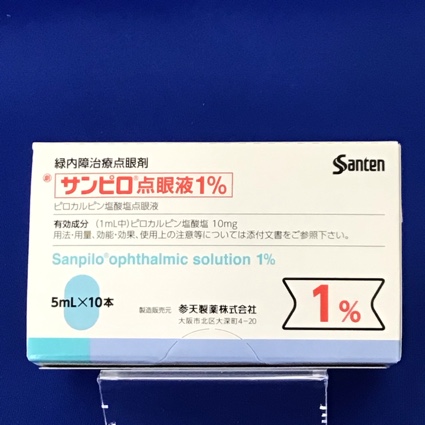 緑内障治療点眼剤
Santen
劇 サンピロ®点眼液1%
ピロカルピン塩酸塩点眼液
有効成分 (1mL中)ピロカルピン塩酸塩 10mg
用法・用量、効能・効果、使用上の注意等については添付文書をご参照下さい。
Sanpilo®ophthalmic solution 1%
5mL×10本
製造販売元 参天製薬株式会社
大阪市北区大深町4-20
1%